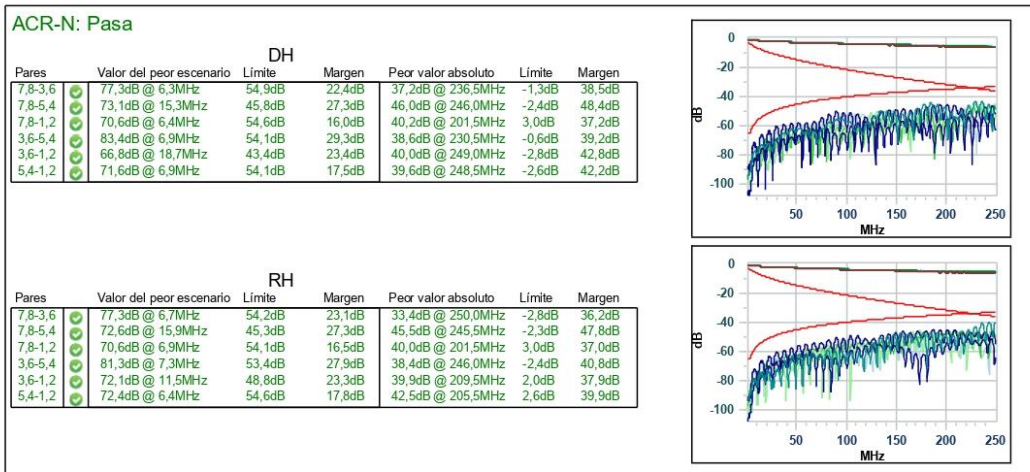 ACR-N: Pasa
DH
Pares Valor del peor escenario Límite Margen Peor valor absoluto Límite Margen
7,8-3,6 77,3dB @ 6,3MHz 54,9dB 22,4dB 37,2dB @ 236,5MHz -1,3dB 38,5dB
7,8-5,4 73,1dB @ 15,3MHz 45,8dB 27,3dB 46,0dB @ 246,0MHz -2,4dB 48,4dB
7,8-1,2 70,6dB @ 6,4MHz 54,6dB 16,0dB 40,2dB @ 201,5MHz 3,0dB 37,2dB
3,6-5,4 83,4dB @ 6,9MHz 54,1dB 29,3dB 38,6dB @ 230,5MHz -0,6dB 39,2dB
3,6-1,2 66,8dB @ 18,7MHz 43,4dB 23,4dB 40,0dB @ 249,0MHz -2,8dB 42,8dB
5,4-1,2 71,6dB @ 6,9MHz 54,1dB 17,5dB 39,6dB @ 248,5MHz -2,6dB 42,2dB
0
-20
-40
-60
-80
-100
dB
50 100 150 200 250
MHz
RH
Pares Valor del peor escenario Límite Margen Peor valor absoluto Límite Margen
7,8-3,6 77,3dB @ 6,7MHz 54,2dB 23,1dB 33,4dB @ 250,0MHz -2,8dB 36,2dB
7,8-5,4 72,6dB @ 15,9MHz 45,3dB 27,3dB 45,5dB @ 245,5MHz -2,3dB 47,8dB
7,8-1,2 70,6dB @ 6,9MHz 54,1dB 16,5dB 40,0dB @ 201,5MHz 3,0dB 37,0dB
3,6-5,4 81,3dB @ 7,3MHz 53,4dB 27,9dB 38,4dB @ 246,0MHz -2,4dB 40,8dB
3,6-1,2 72,1dB @ 11,5MHz 48,8dB 23,3dB 39,9dB @ 209,5MHz 2,0dB 37,9dB
5,4-1,2 72,4dB @ 6,4MHz 54,6dB 17,8dB 42,5dB @ 205,5MHz 2,6dB 39,9dB
0
-20
-40
-60
-80
-100
dB
50 100 150 200 250
MHz